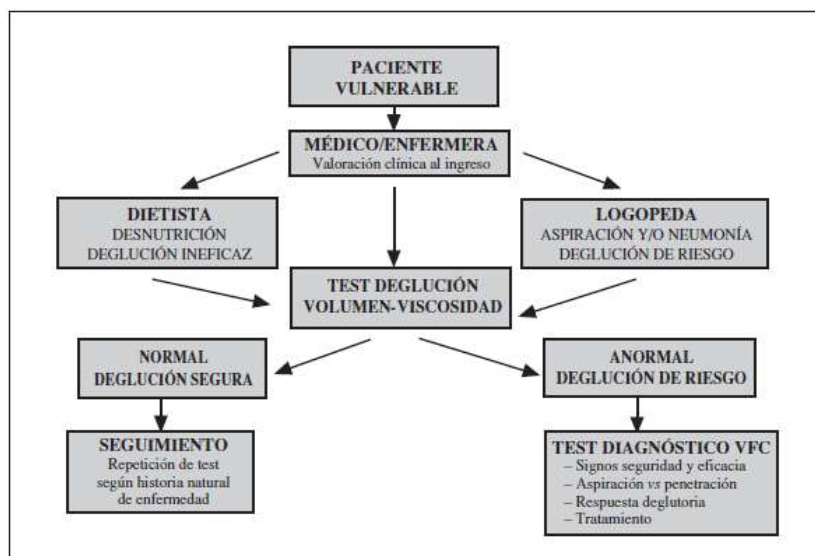 PACIENTE
VULNERABLE
MÉDICO/ENFERMERA
Valoración clínica al ingreso
DIETISTA
DESNUTRICIÓN
DEGLUCIÓN INEFICAZ
LOGOPEDA
ASPIRACIÓN Y/O NEUMONÍA
DEGLUCIÓN DE RIESGO
TEST DEGLUCIÓN
VOLUMEN-VISCOSIDAD
NORMAL
DEGLUCIÓN SEGURA
ANORMAL
DEGLUCIÓN DE RIESGO
SEGUIMIENTO
Repetición de test
según historia natural
de enfermedad
TEST DIAGNÓSTICO VFC
– Signos seguridad y eficacia
– Aspiración vs penetración
– Respuesta deglutoria
– Tratamiento